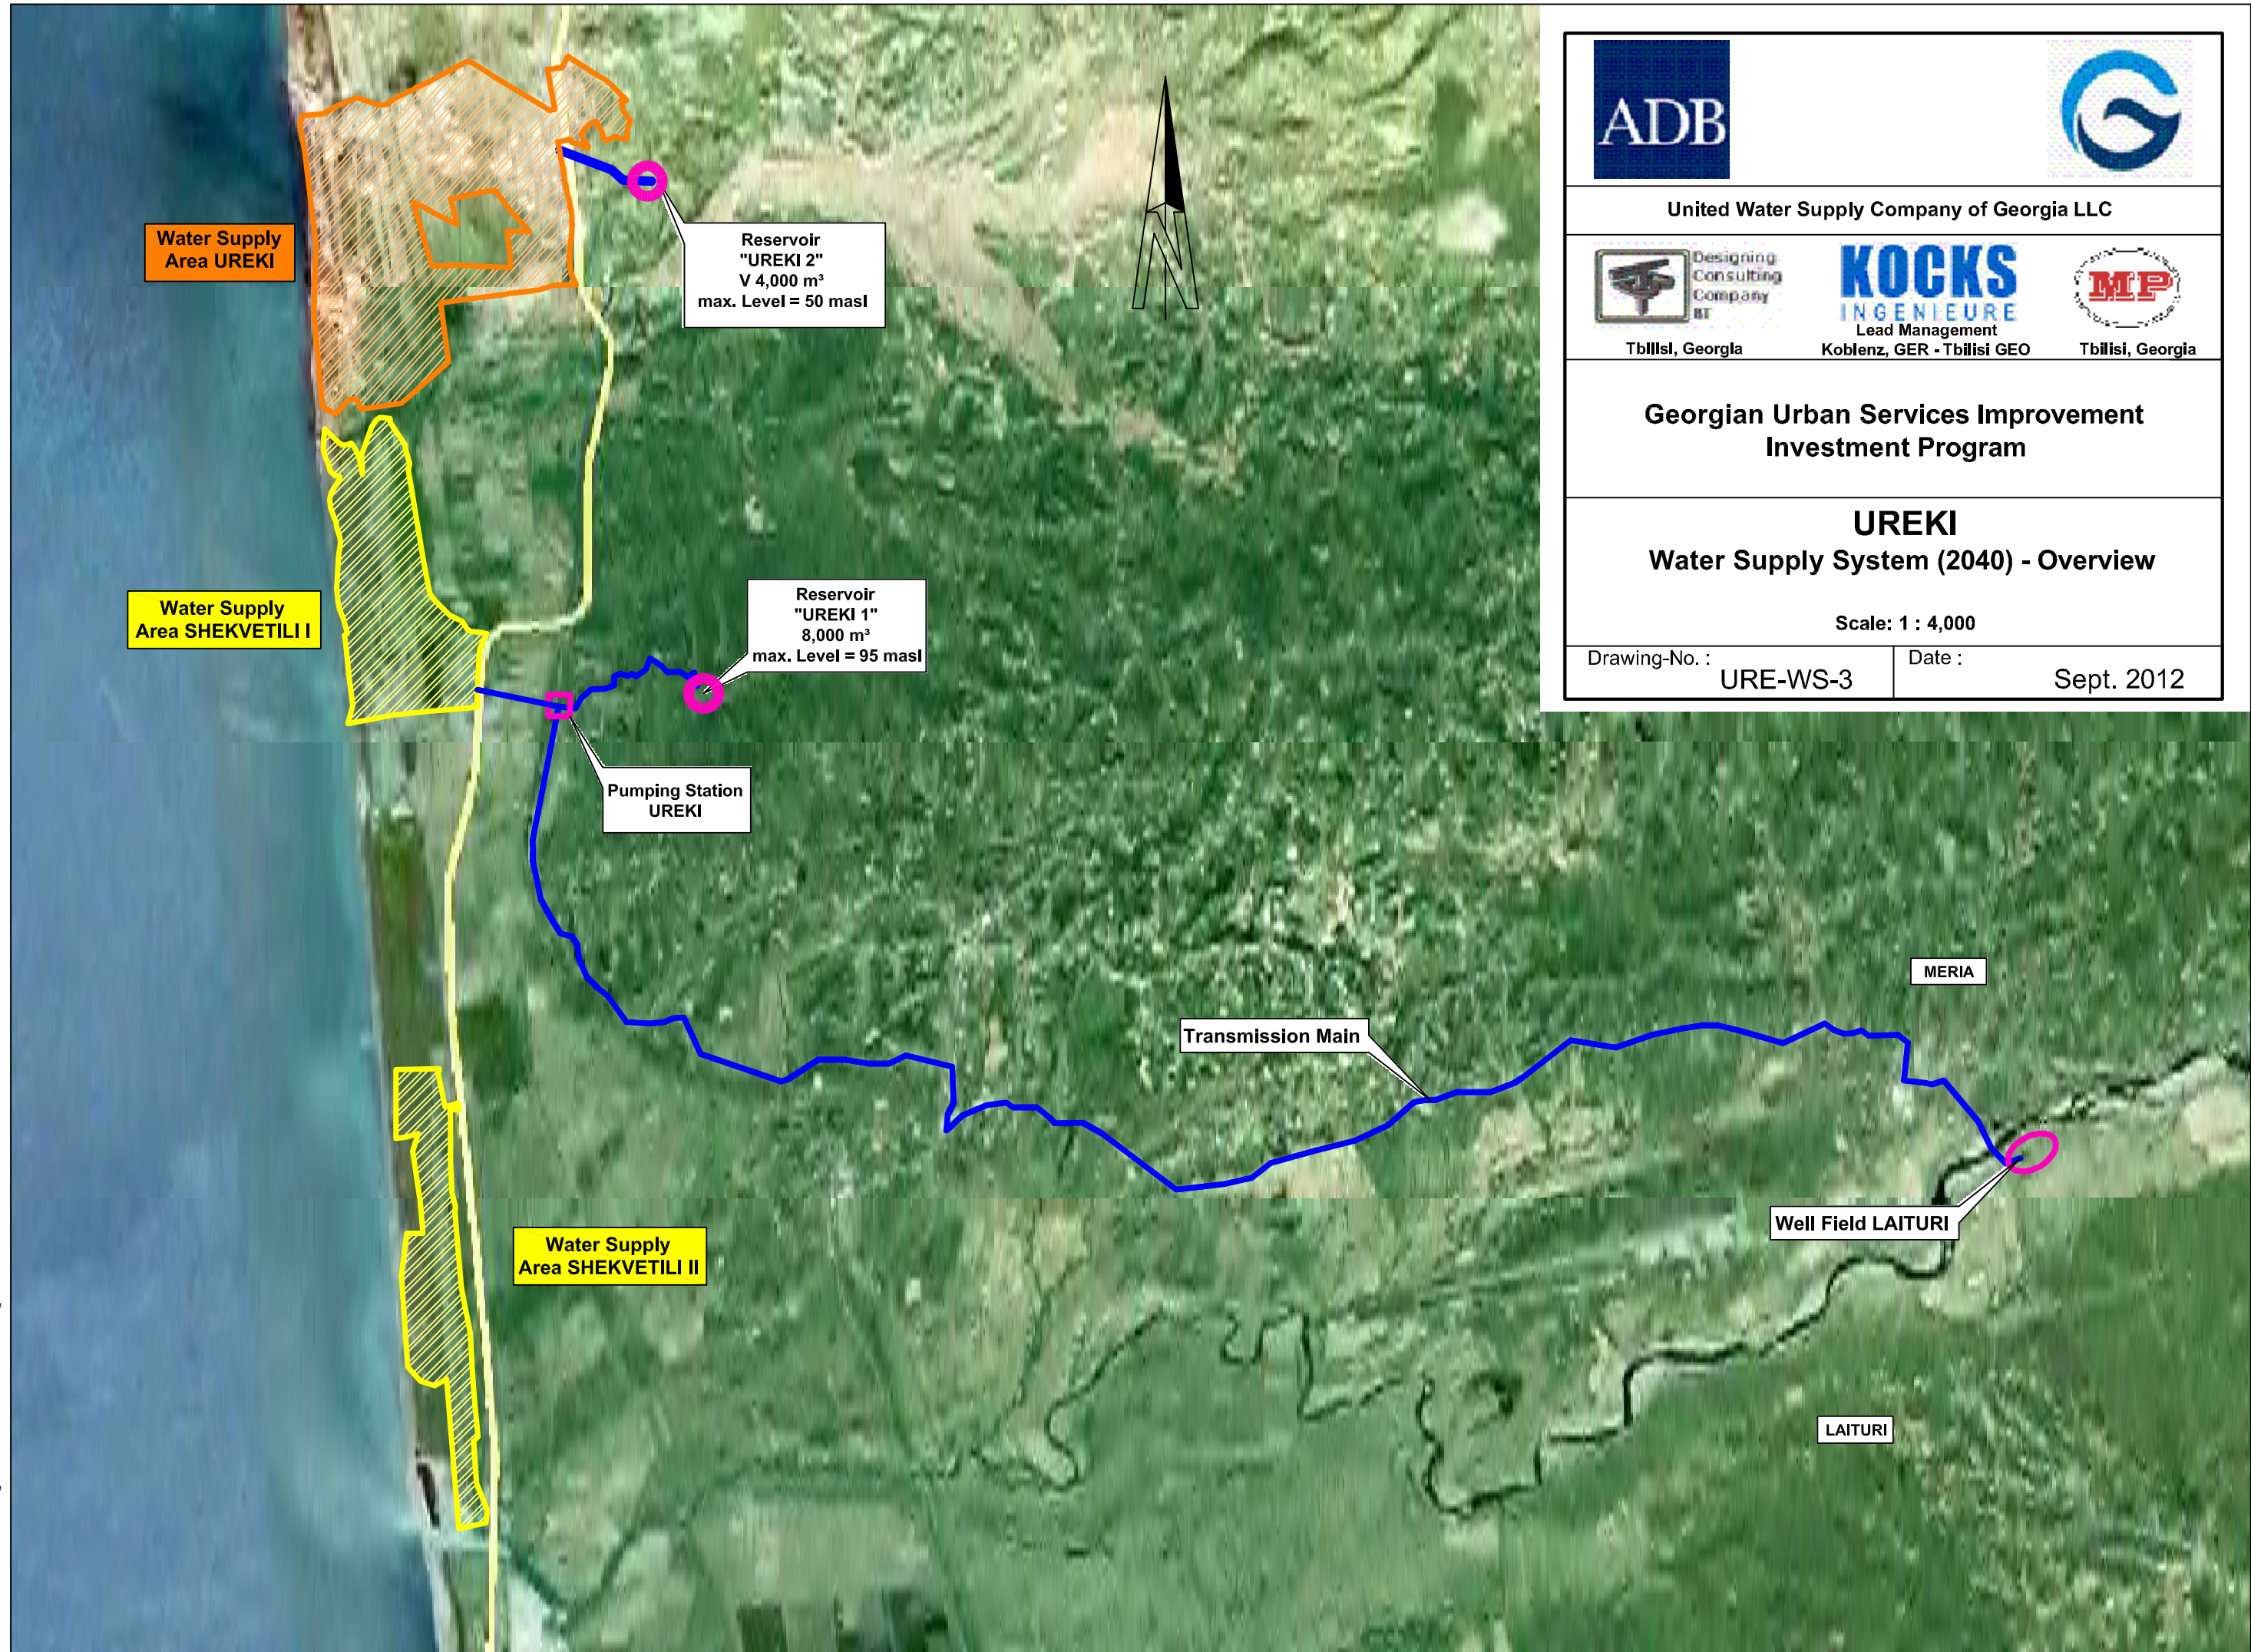 Water Supply
Area UREKI
Reservoir
"UREKI 2"
V 4,000 m³
max. Level = 50 masl
N
Water Supply
Area SHEKVETILI I
Reservoir
"UREKI 1"
8,000 m³
max. Level = 95 masl
Pumping Station
UREKI
MERIA
Transmission Main
Well Field LAITURI
Water Supply
Area SHEKVETILI II
LAITURI
ADB
United Water Supply Company of Georgia LLC
Designing
Consulting
Company
BT
Tbilisi, Georgia
KOCKS
INGENIEURE
Lead Management
Koblenz, GER - Tbilisi GEO
MP
Tbilisi, Georgia
Georgian Urban Services Improvement
Investment Program
UREKI
Water Supply System (2040) - Overview
Scale: 1 : 4,000
Drawing-No. :
URE-WS-3
Date :
Sept. 2012